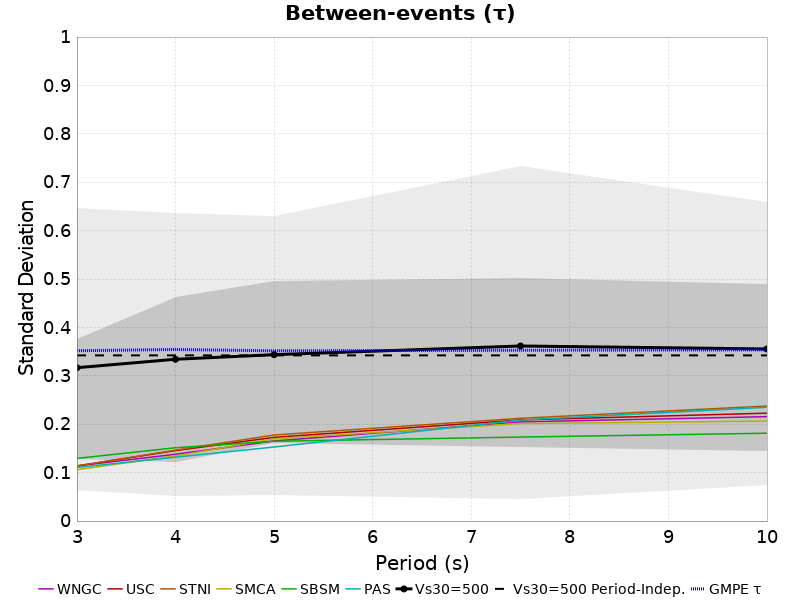 Between-events (τ)
1
0.9
0.8
0.7
0.6
0.5
0.4
0.3
0.2
0.1
0
Standard Deviation
3 4 5 6 7 8 9 10
Period (s)
WNGC USC STNI SMCA SBSM PAS Vs30=500 Vs30=500 Period-Indep. GMPE τ